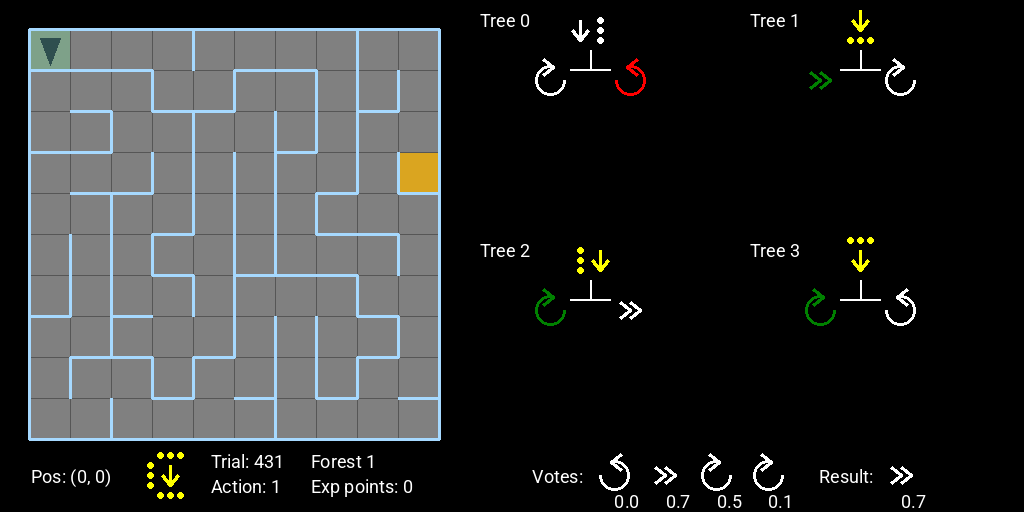 Tree 0
Tree 1
Tree 2
Tree 3
Pos: (0, 0)
Trial: 431
Forest 1
Action: 1
Exp points: 0
Votes:
0.0
0.7
0.5
0.1
Result:
0.7